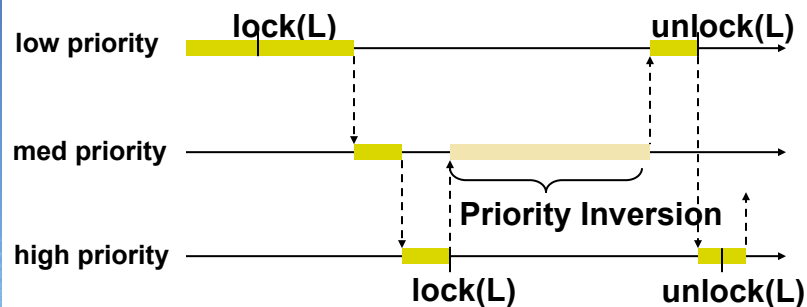 lock(L) unlock(L)
low priority
med priority
Priority Inversion
high priority
lock(L) unlock(L)